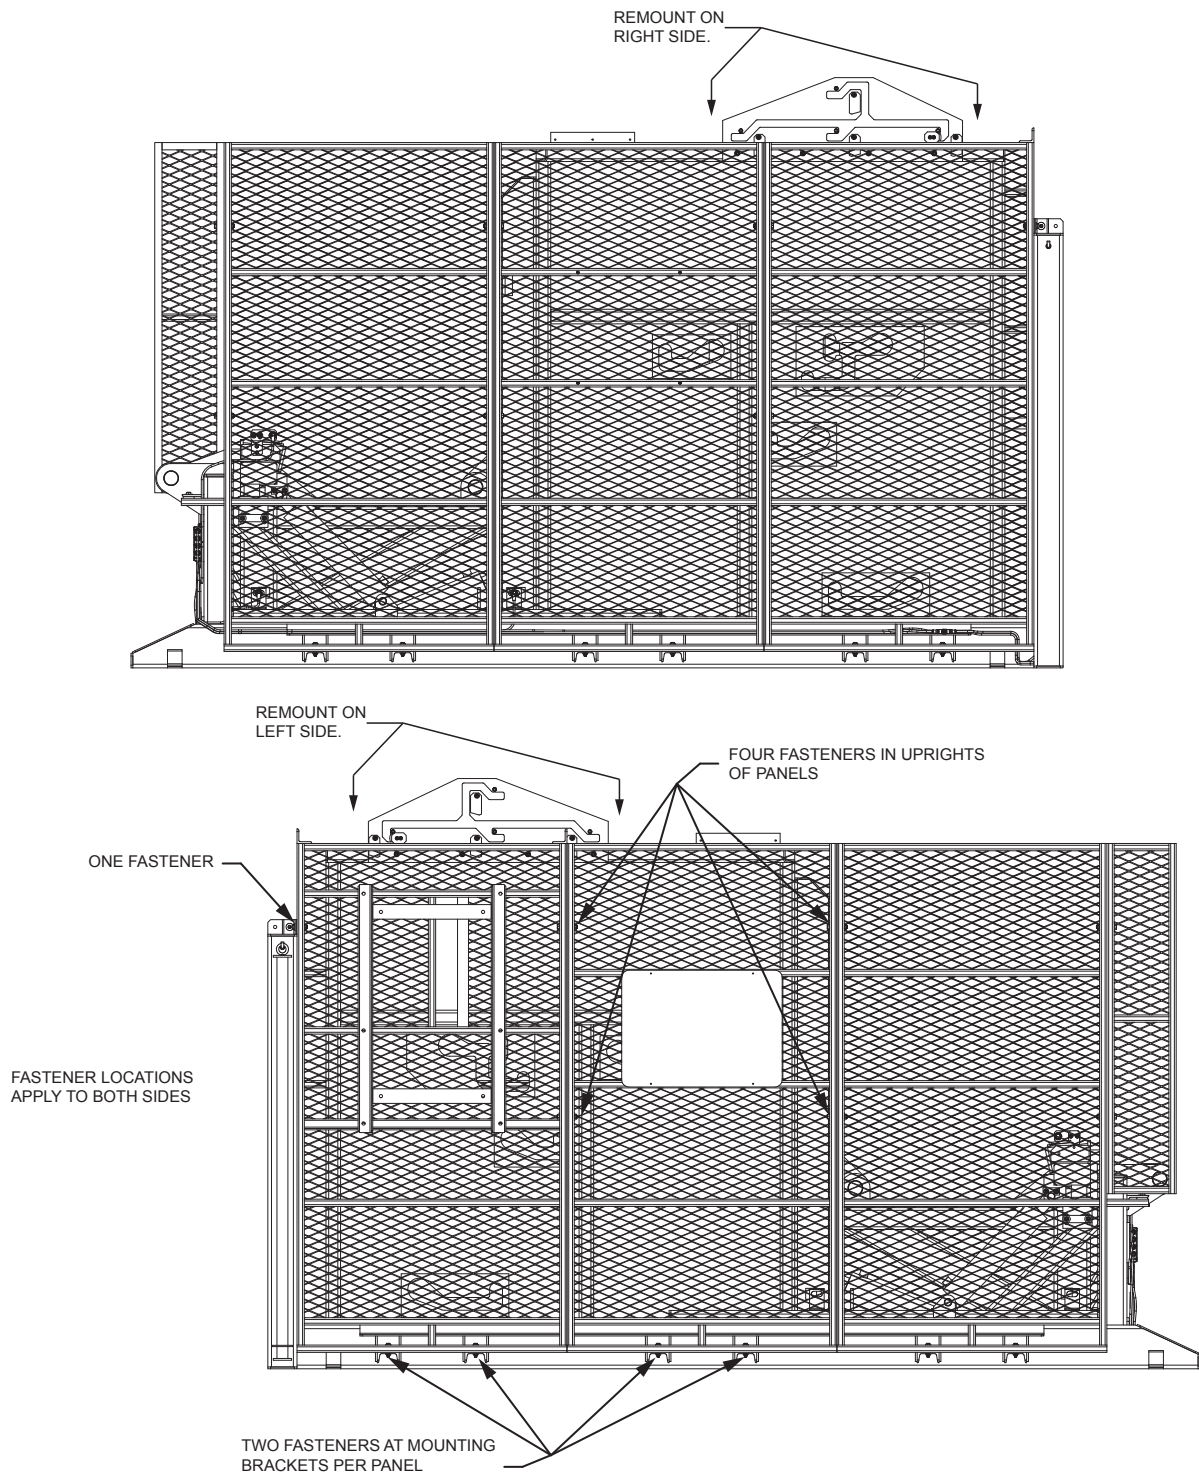 REMOUNT ON
RIGHT SIDE.
REMOUNT ON
LEFT SIDE.
FOUR FASTENERS IN UPRIGHTS
OF PANELS
ONE FASTENER
FASTENER LOCATIONS
APPLY TO BOTH SIDES
TWO FASTENERS AT MOUNTING
BRACKETS PER PANEL